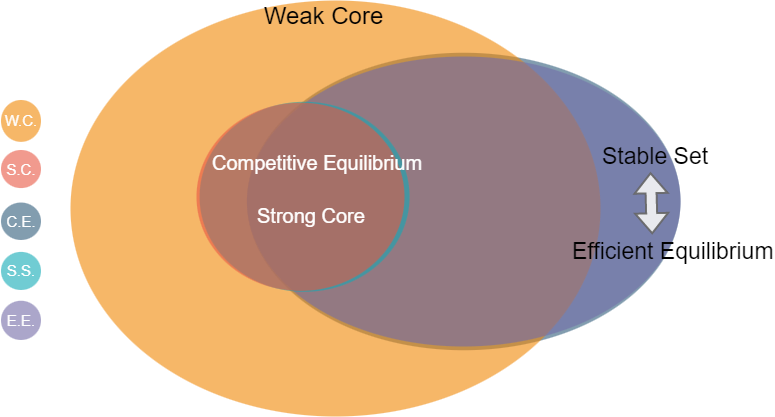 Weak Core
W.C.
S.C.
C.E.
S.S.
E.E.
Competitive Equilibrium
Strong Core
Stable Set
Efficient Equilibrium